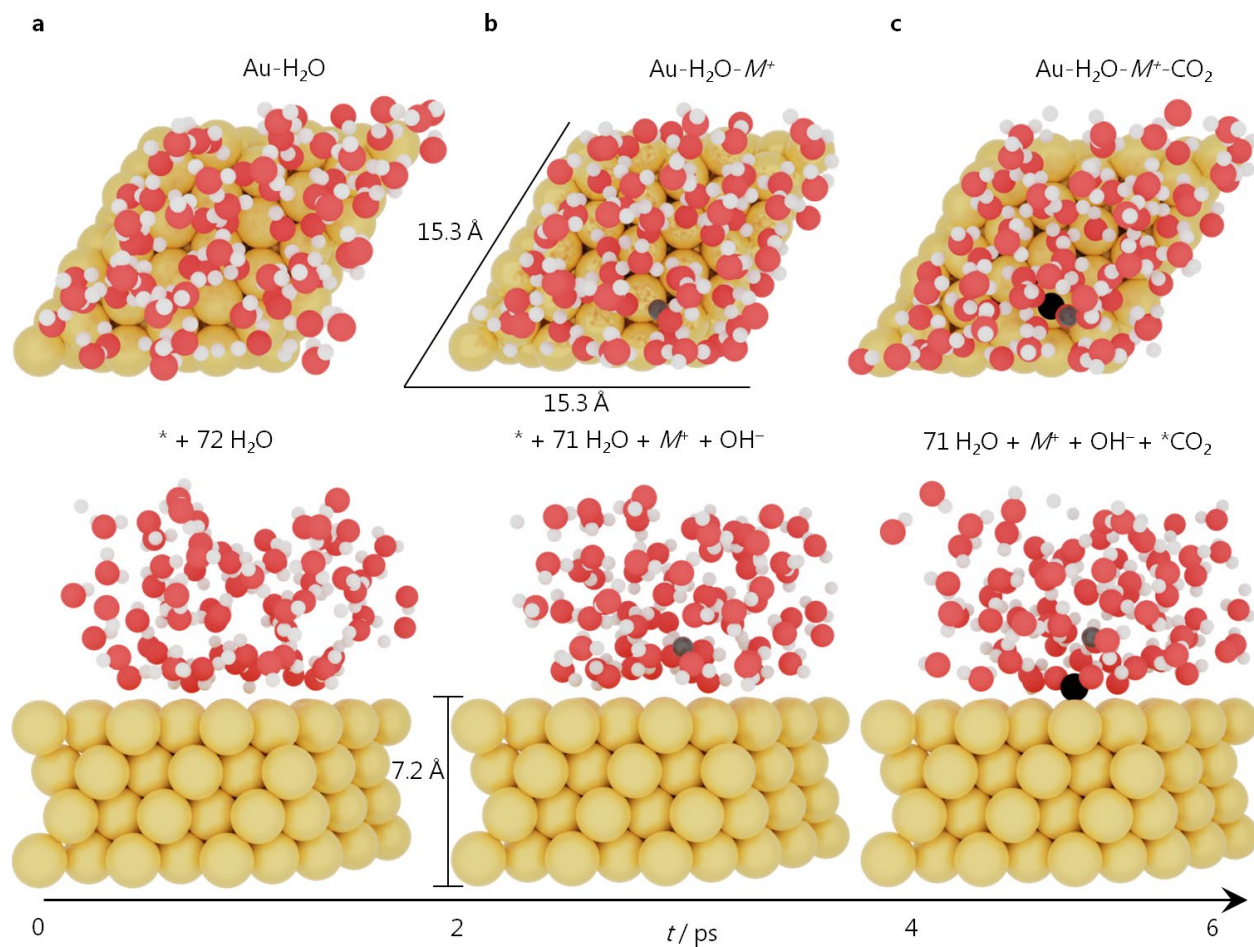 a
b
c
Au-H₂O
Au-H₂O-M⁺
Au-H₂O-M⁺-CO₂
15.3 Å
15.3 Å
* + 72 H₂O
* + 71 H₂O + M⁺ + OH⁻
71 H₂O + M⁺ + OH⁻ + *CO₂
7.2 Å
0
2
4
6
t / ps